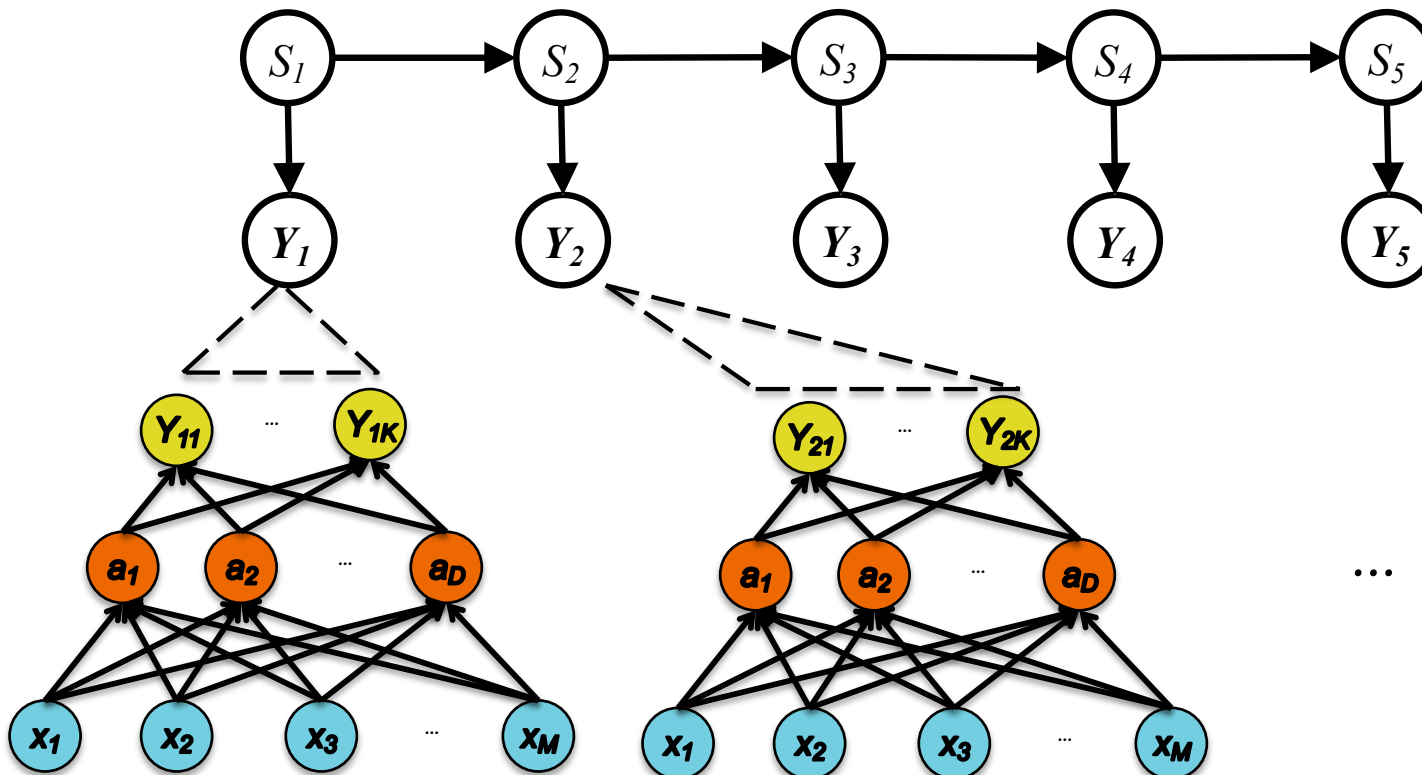 S1 S2 S3 S4 S5
Y1 Y2 Y3 Y4 Y5
Y11 ... Y1K Y21 ... Y2K
a1 a2 ... aD a1 a2 ... aD ...
x1 x2 x3 ... xM x1 x2 x3 ... xM